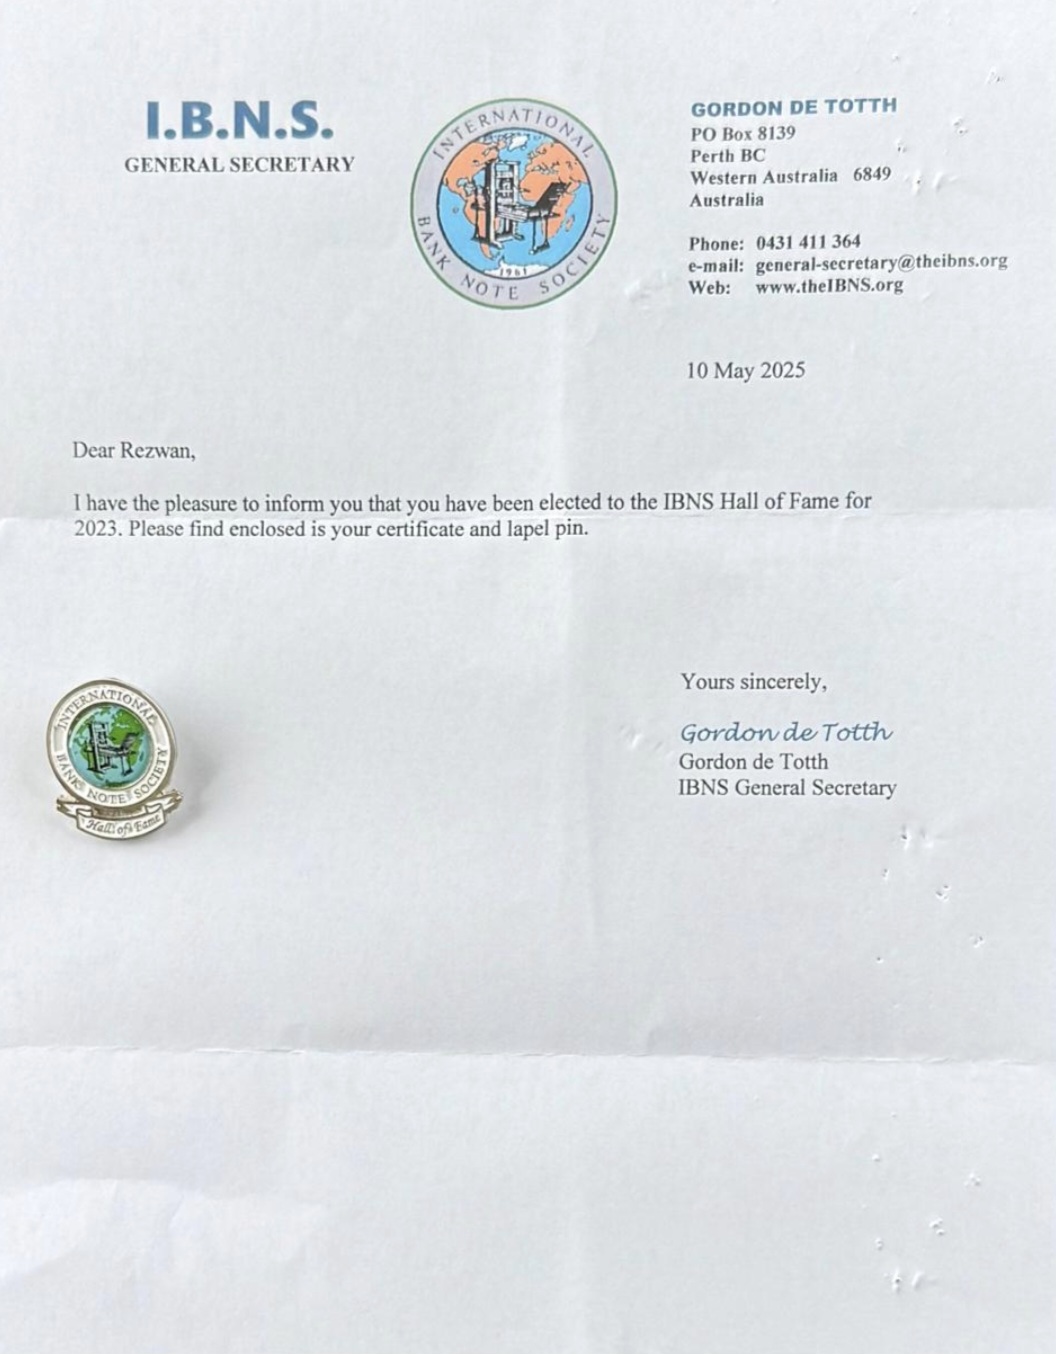 I.B.N.S.
GENERAL SECRETARY
INTERNATIONAL
BANK NOTE SOCIETY
1961
GORDON DE TOTTH
PO Box 8139
Perth BC
Western Australia 6849
Australia
Phone: 0431 411 364
e-mail: general-secretary@theibns.org
Web: www.theIBNS.org
10 May 2025
Dear Rezwan,
I have the pleasure to inform you that you have been elected to the IBNS Hall of Fame for
2023. Please find enclosed is your certificate and lapel pin.
Yours sincerely,
Gordon de Totth
Gordon de Totth
IBNS General Secretary
INTERNATIONAL
BANK NOTE SOCIETY
Hall of Fame